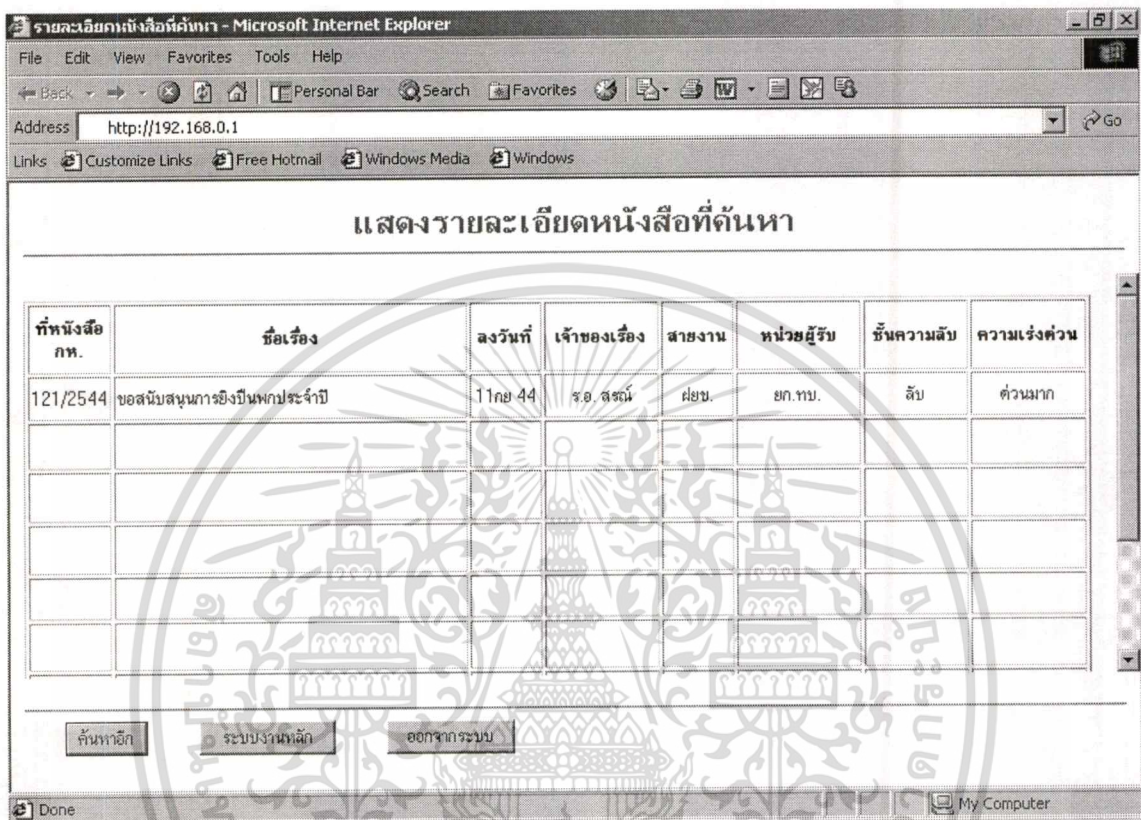 รายละเอียดหนังสือที่ค้นหา - Microsoft Internet Explorer
File Edit View Favorites Tools Help
Back Personal Bar Search Favorites
Address http://192.168.0.1 Go
Links Customize Links Free Hotmail Windows Media Windows
แสดงรายละเอียดหนังสือที่ค้นหา
ที่หนังสือ กห. ชื่อเรื่อง ลงวันที่ เจ้าของเรื่อง สายงาน หน่วยผู้รับ ชั้นความลับ ความเร่งด่วน
121/2544 ขอสนับสนุนการยิงปืนพกประจำปี 11กย 44 ร.อ. สรณ์ ฝยข. ยก.ทบ. ลับ ด่วนมาก
ค้นหาอีก ระบบงานหลัก ออกจากระบบ
Done My Computer